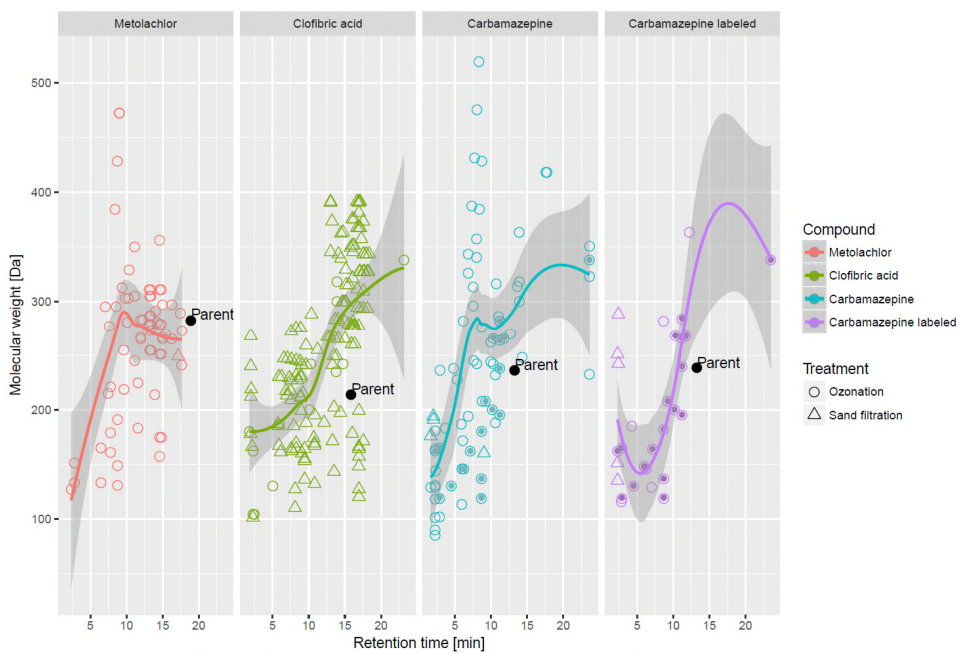 Metolachlor
Clofibric acid
Carbamazepine
Carbamazepine labeled
500
400
300
200
100
Molecular weight [Da]
Parent
Parent
Parent
Parent
5 10 15 20
5 10 15 20
5 10 15 20
5 10 15 20
Retention time [min]
Compound
Metolachlor
Clofibric acid
Carbamazepine
Carbamazepine labeled
Treatment
Ozonation
Sand filtration